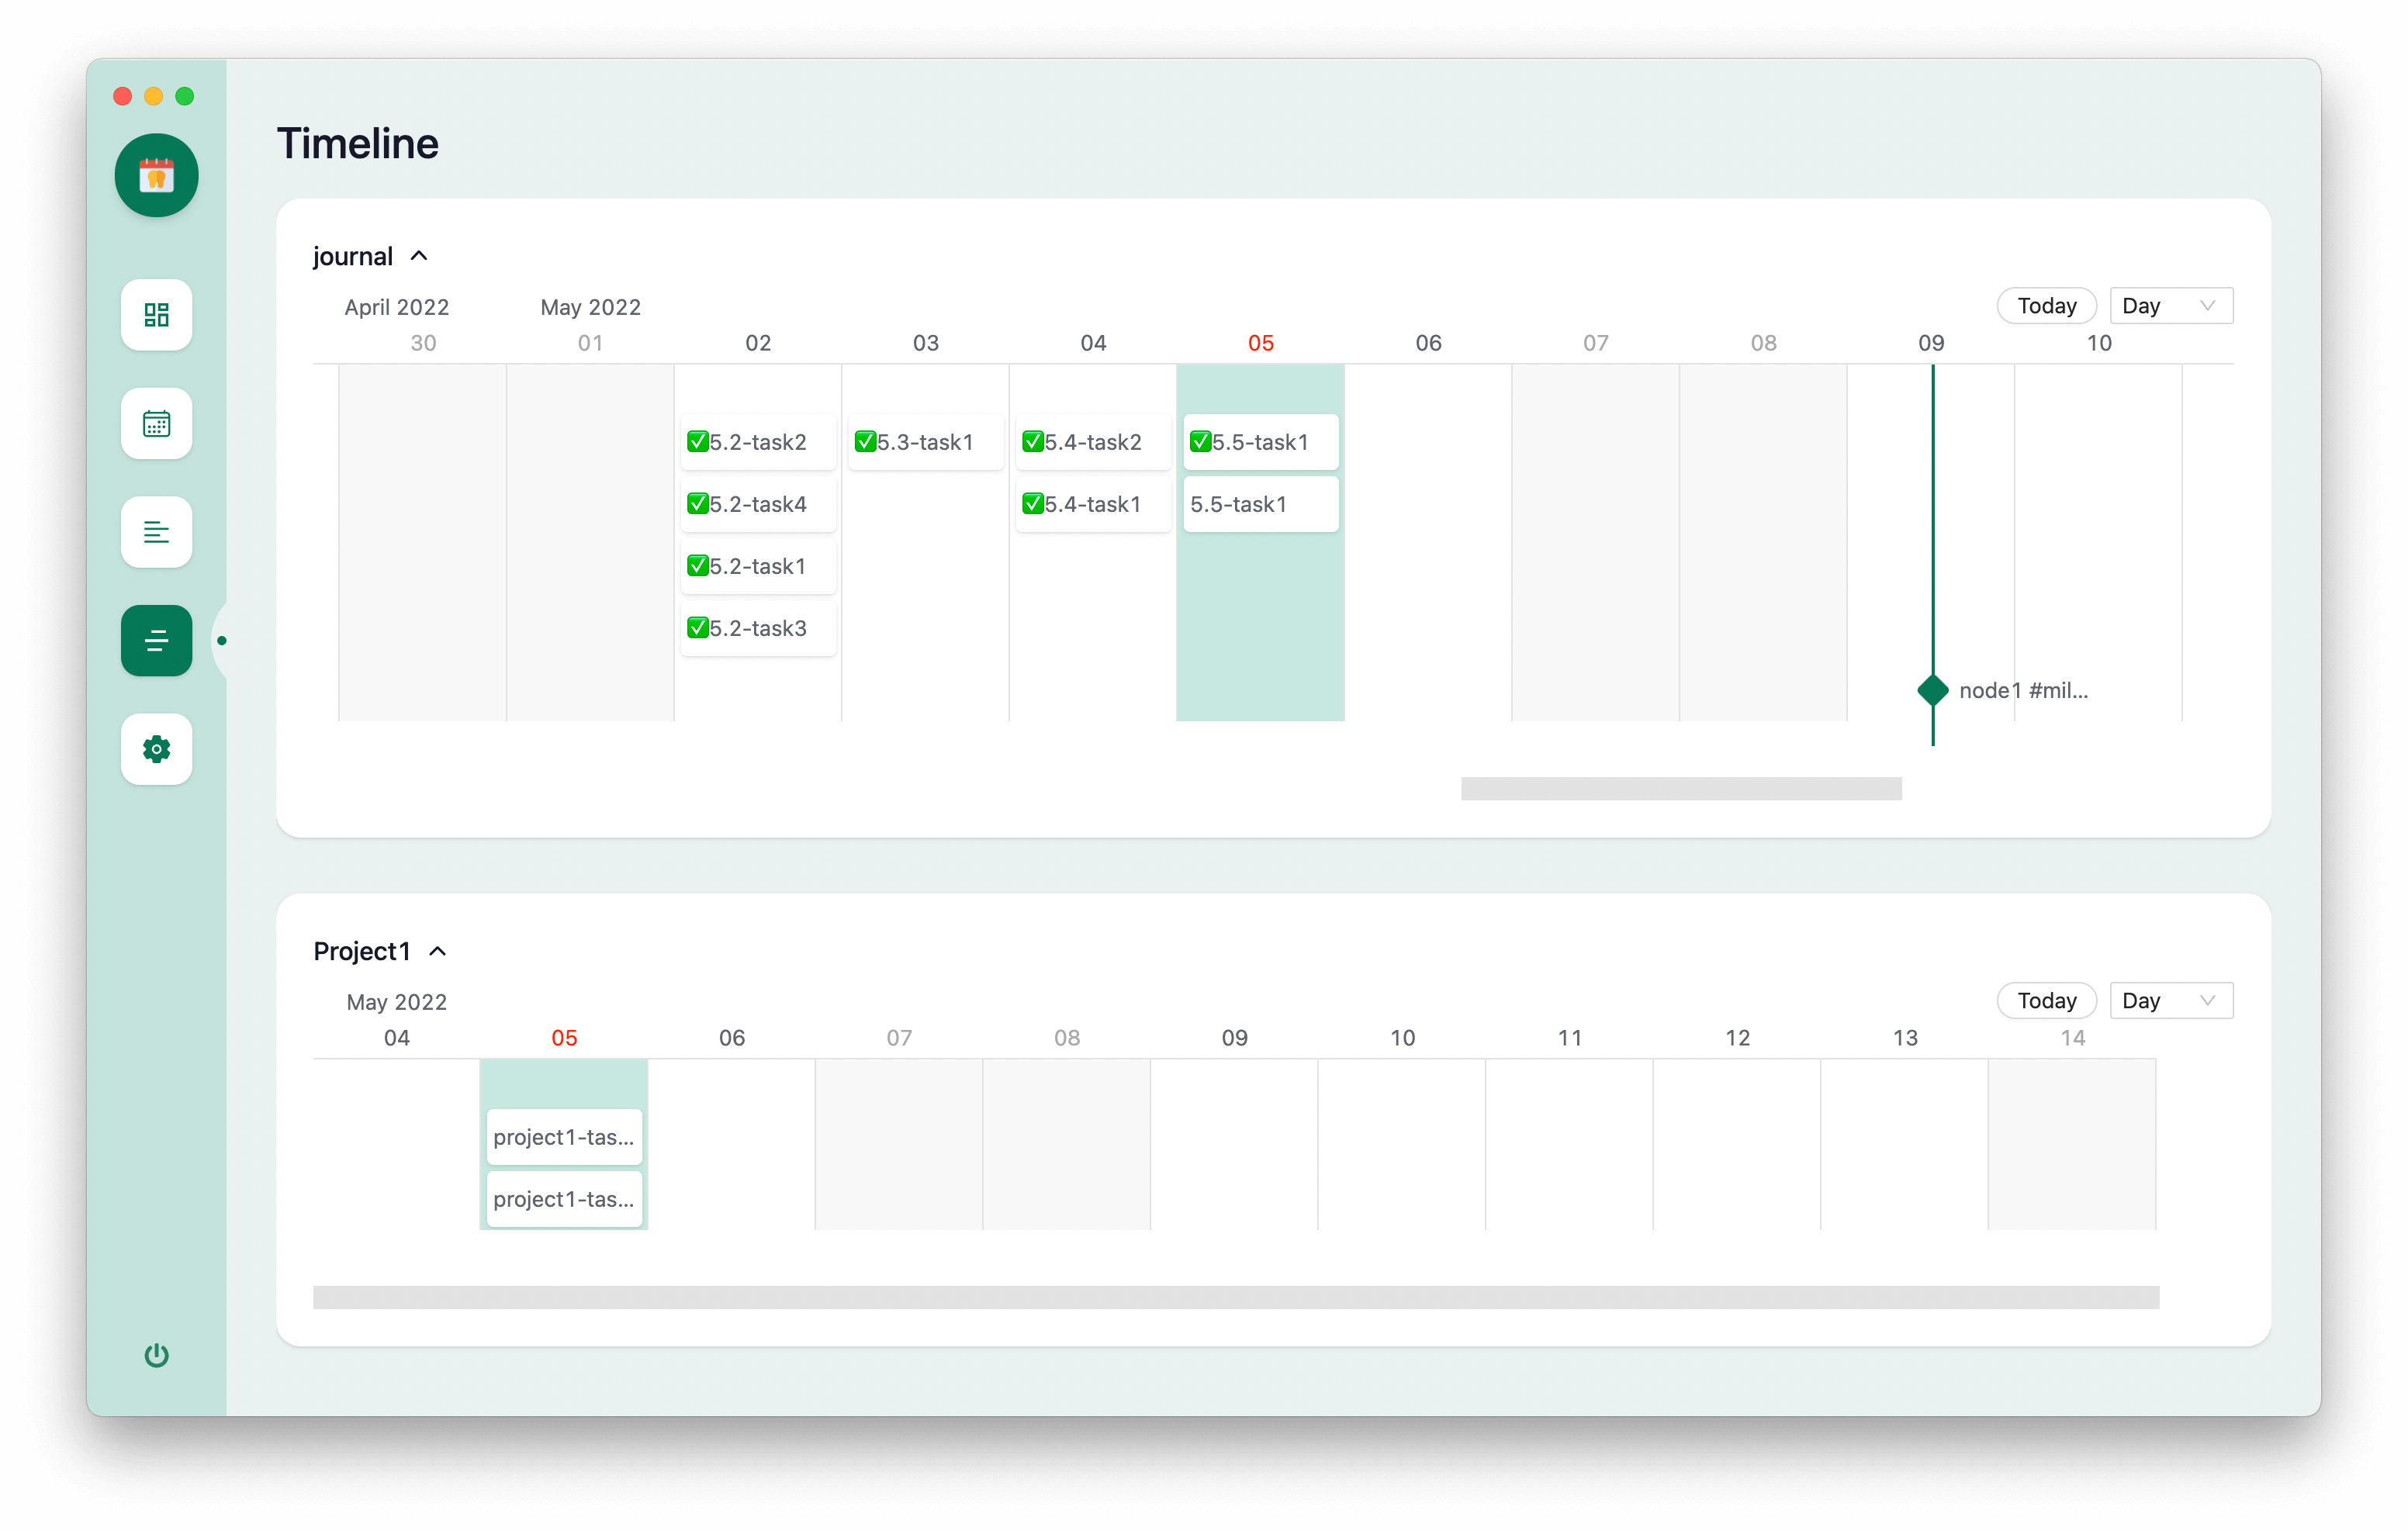 Timeline
journal
April 2022 May 2022 Today Day
30 01 02 03 04 05 06 07 08 09 10
✅5.2-task2 ✅5.3-task1 ✅5.4-task2 ✅5.5-task1
✅5.2-task4 ✅5.4-task1 5.5-task1
✅5.2-task1
✅5.2-task3
node1 #mil...
Project1
May 2022 Today Day
04 05 06 07 08 09 10 11 12 13 14
project1-tas...
project1-tas...